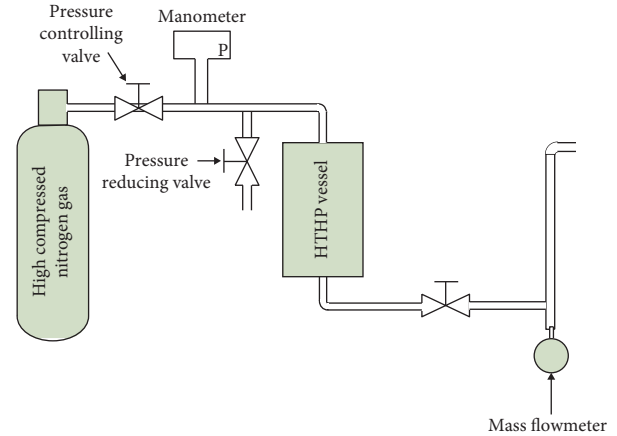 Pressure
controlling
valve
Manometer
P
Pressure
reducing valve
High compressed
nitrogen gas
HTHP vessel
Mass flowmeter